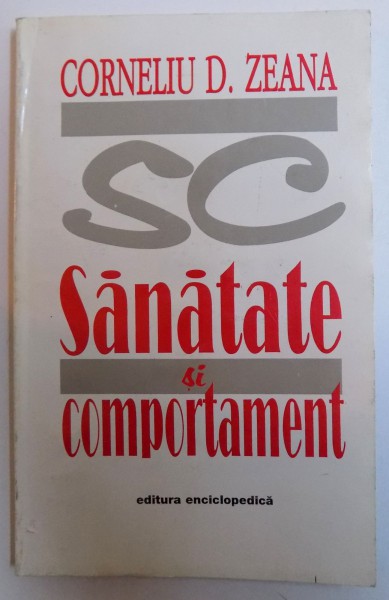 CORNELIU D. ZEANA
SC
Sănătate
și
comportament
editura enciclopedică